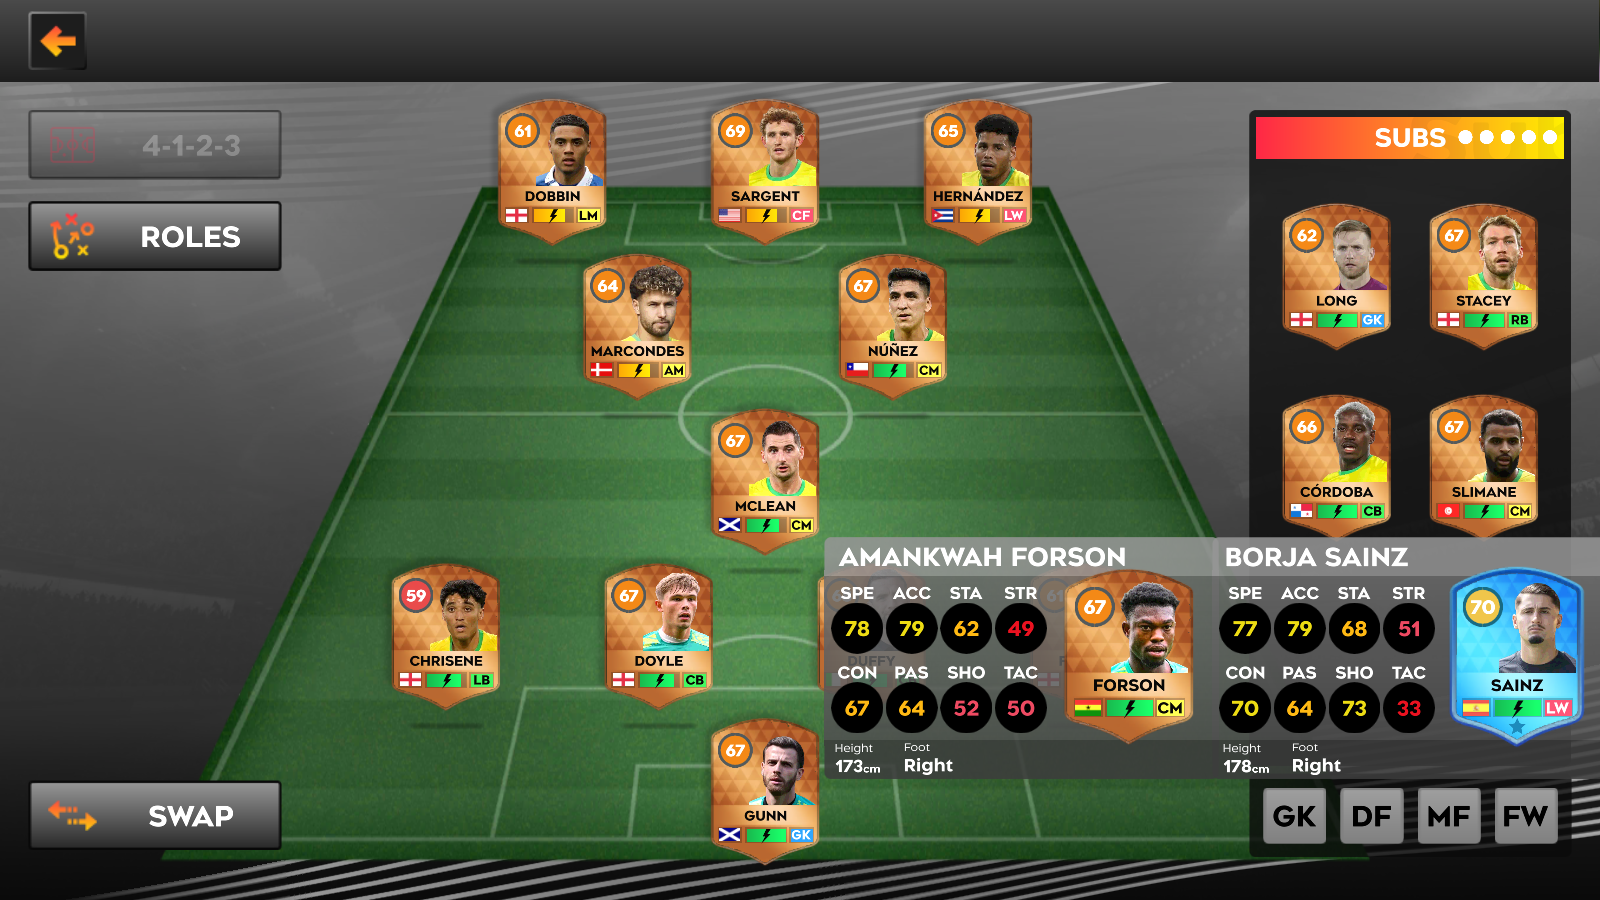 4-1-2-3
ROLES
SWAP
61
DOBBIN
LM
69
SARGENT
CF
65
HERNÁNDEZ
LW
64
MARCONDES
AM
67
NÚÑEZ
CM
67
MCLEAN
CM
59
CHRISENE
LB
67
DOYLE
CB
DUFFY
61
67
GUNN
GK
SUBS
62
LONG
GK
67
STACEY
RB
66
CÓRDOBA
CB
67
SLIMANE
CM
AMANKWAH FORSON
SPE ACC STA STR
78 79 62 49
CON PAS SHO TAC
67 64 52 50
Height Foot
173cm Right
67
FORSON
CM
BORJA SAINZ
SPE ACC STA STR
77 79 68 51
CON PAS SHO TAC
70 64 73 33
Height Foot
178cm Right
70
SAINZ
LW
GK DF MF FW